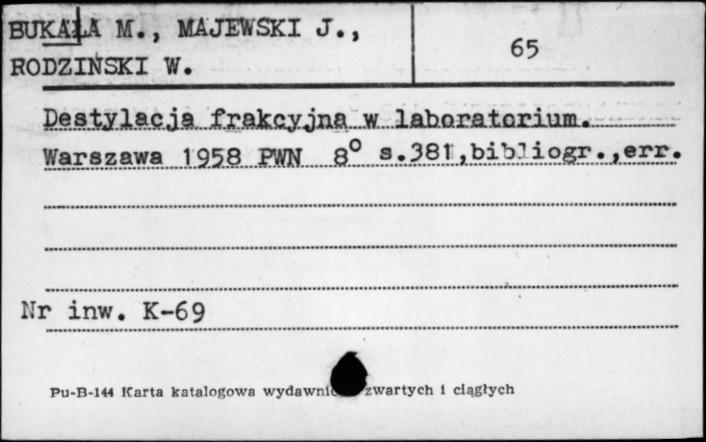 BUKAŁA M., MAJEWSKI J.,
RODZIŃSKI W.
65
Destylacja frakcyjna w laboratorium.
Warszawa 1958 PWN 8° s.381,bibliogr.,err.
Nr inw. K-69
Pu-B-144 Karta katalogowa zwartych i ciągłych